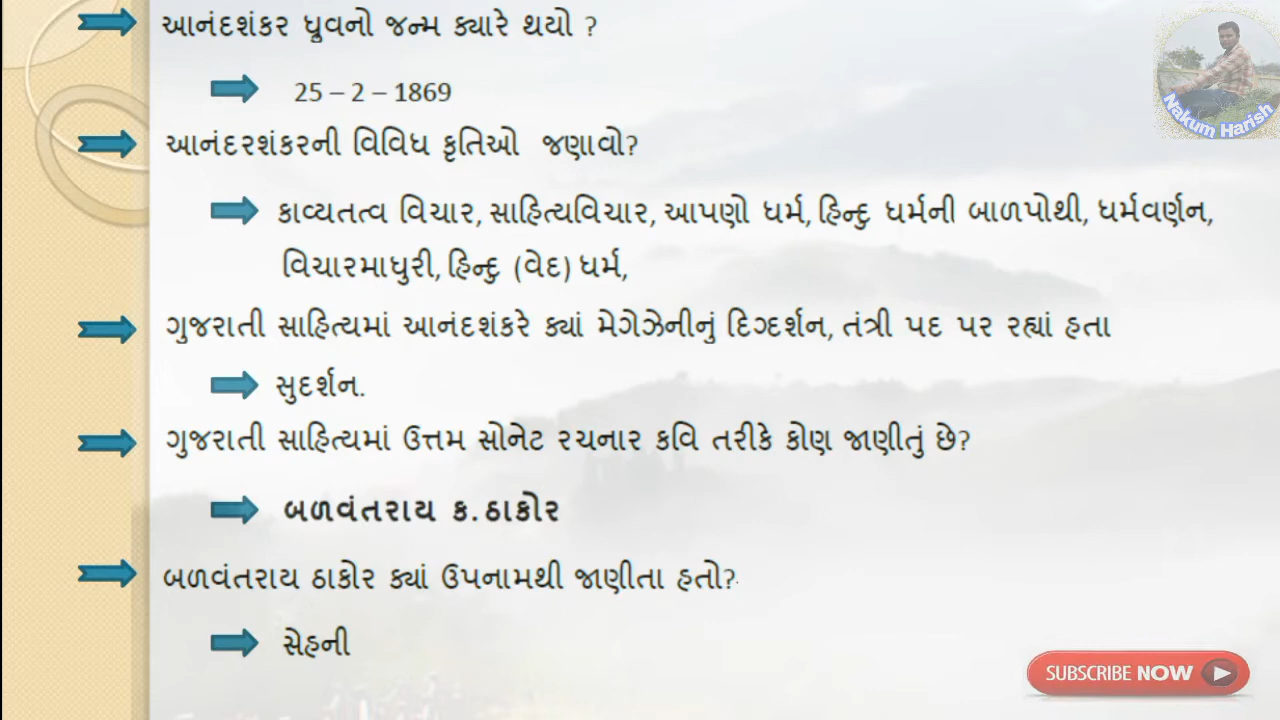 આનંદશંકર ધ્રુવનો જન્મ ક્યારે થયો ?
25 – 2 – 1869
આનંદરશંકરની વિવિધ કૃતિઓ જણાવો?
કાવ્યતત્વ વિચાર, સાહિત્યવિચાર, આપણો ધર્મ, હિન્દુ ધર્મની બાળપોથી, ધર્મવર્ણન,
વિચારમાધુરી, હિન્દુ (વેદ) ધર્મ,
ગુજરાતી સાહિત્યમાં આનંદશંકરે ક્યાં મેગેઝેનીનું દિગ્દર્શન, તંત્રી પદ પર રહ્યાં હતા
સુદર્શન.
ગુજરાતી સાહિત્યમાં ઉત્તમ સોનેટ રચનાર કવિ તરીકે કોણ જાણીતું છે?
બળવંતરાય ક. ઠાકોર
બળવંતરાય ઠાકોર ક્યાં ઉપનામથી જાણીતા હતો?
સેહની
Nakum Harish
SUBSCRIBE NOW